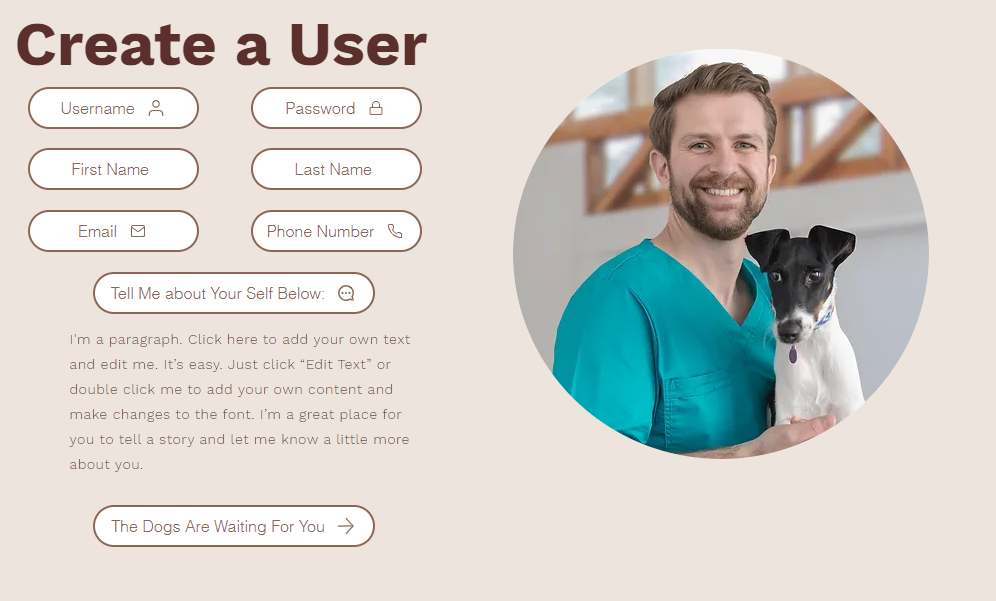 Create a User
Username
Password
First Name
Last Name
Email
Phone Number
Tell Me about Your Self Below:
I'm a paragraph. Click here to add your own text
and edit me. It's easy. Just click “Edit Text” or
double click me to add your own content and
make changes to the font. I'm a great place for
you to tell a story and let me know a little more
about you.
The Dogs Are Waiting For You